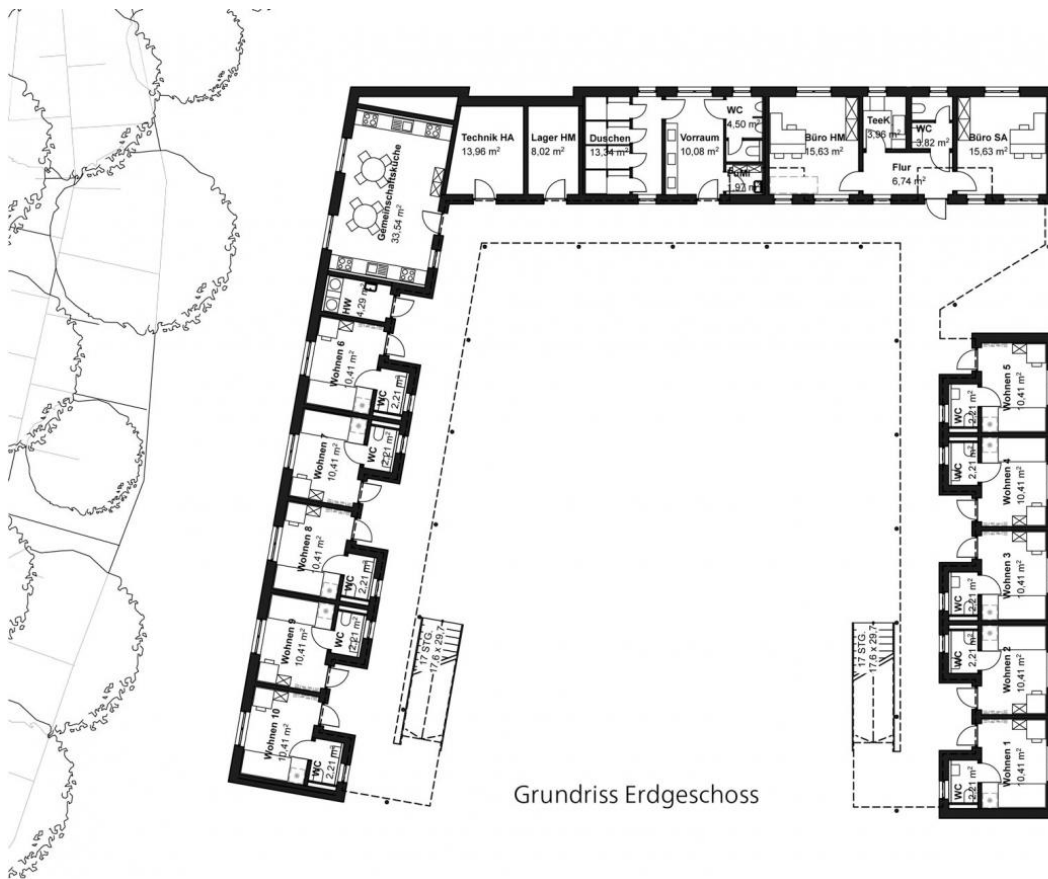 Technik HA
13,96 m²
Lager HM
8,02 m²
Duschen
13,34 m²
Vorraum
10,08 m²
WC
4,50 m²
PuMi
1,97 m²
Büro HM
15,63 m²
TeeK
3,96 m²
WC
3,82 m²
Flur
6,74 m²
Büro SA
15,63 m²
Gemeinschaftsküche
33,54 m²
HW
4,29 m²
Wohnen 6
10,41 m²
WC
2,21 m²
Wohnen 7
10,41 m²
WC
2,21 m²
Wohnen 8
10,41 m²
WC
2,21 m²
Wohnen 9
10,41 m²
WC
2,21 m²
Wohnen 10
10,41 m²
WC
2,21 m²
17 STG.
17,6 x 29,7
17 STG.
17,6 x 29,7
Wohnen 5
10,41 m²
WC
2,21 m²
Wohnen 4
10,41 m²
WC
2,21 m²
Wohnen 3
10,41 m²
WC
2,21 m²
Wohnen 2
10,41 m²
WC
2,21 m²
Wohnen 1
10,41 m²
WC
2,21 m²
Grundriss Erdgeschoss